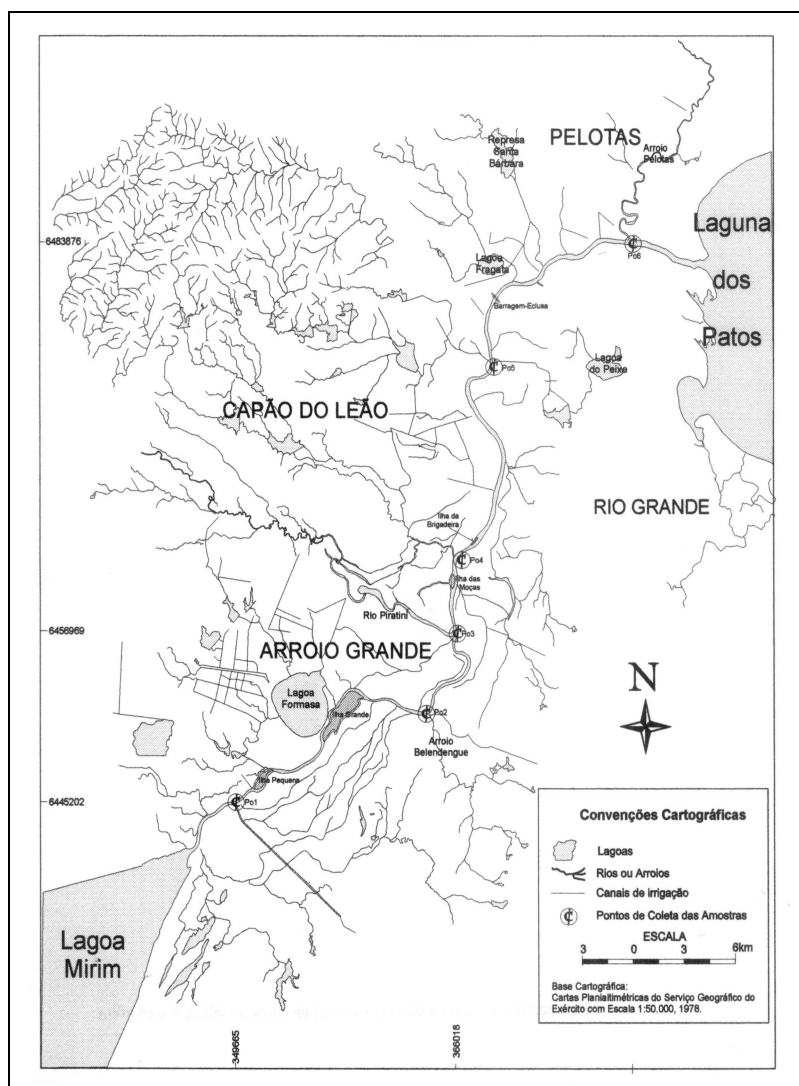 PELOTAS
Represa
Santa
Bárbara
Arroio
Pelotas
Laguna
dos
Patos
6483876
Po6
Lagoa
Fragata
Barragem-Eclusa
Po5
Lagoa
do Peixe
CAPÃO DO LEÃO
RIO GRANDE
Ilha da
Brigadeira
Po4
Ilha das
Moças
Rio Piratini
6456969
Po3
ARROIO GRANDE
N
Lagoa
Formasa
Ilha Grande
Po2
Arroio
Belendengue
Ilha Pequena
6445202
Po1
Lagoa
Mirim
Convenções Cartográficas
Lagoas
Rios ou Arroios
Canais de irrigação
₵ Pontos de Coleta das Amostras
ESCALA
3 0 3 6km
Base Cartográfica:
Cartas Planialtimétricas do Serviço Geográfico do
Exército com Escala 1:50.000, 1978.
349665
366018